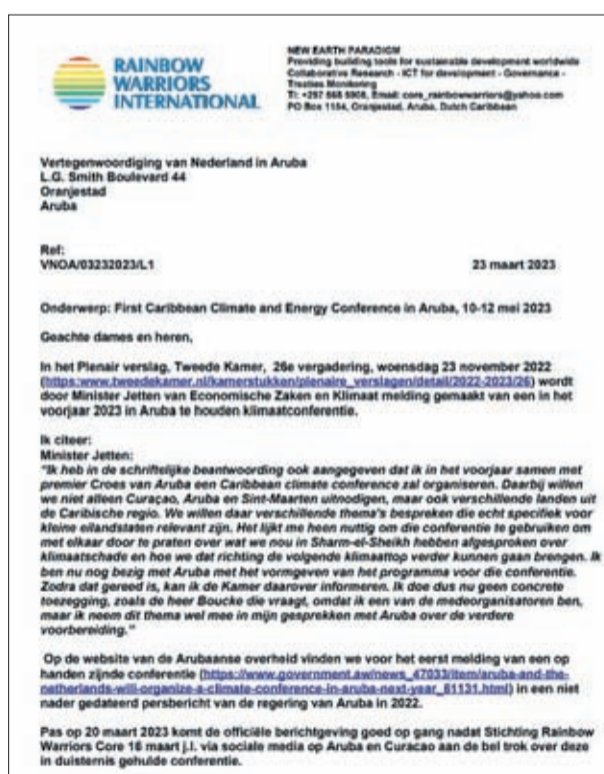 RAINBOW
WARRIORS
INTERNATIONAL
NEW EARTH PARADIGM
Providing building tools for sustainable development worldwide
Collaborative Research - ICT for development - Governance -
Treaties Monitoring
T: +297 568 5908, Email: core_rainbowwarriors@yahoo.com
PO Box 1154, Oranjestad, Aruba, Dutch Caribbean
Vertegenwoordiging van Nederland in Aruba
L.G. Smith Boulevard 44
Oranjestad
Aruba
Ref:
VNOA/03232023/L1 23 maart 2023
Onderwerp: First Caribbean Climate and Energy Conference in Aruba, 10-12 mei 2023
Geachte dames en heren,
In het Plenair verslag, Tweede Kamer, 26e vergadering, woensdag 23 november 2022
(https:www.tweedekamer.nl/kamerstukken/plenaire_verslagen/detail/2022-2023/26) wordt
door Minister Jetten van Economische Zaken en Klimaat melding gemaakt van een in het
voorjaar 2023 in Aruba te houden klimaatconferentie.
Ik citeer:
Minister Jetten:
"Ik heb in de schriftelijke beantwoording ook aangegeven dat ik in het voorjaar samen met
premier Croes van Aruba een Caribbean climate conference zal organiseren. Daarbij willen
we niet alleen Curaçao, Aruba en Sint-Maarten uitnodigen, maar ook verschillende landen uit
de Caribische regio. We willen daar verschillende thema's bespreken die echt specifiek voor
kleine eilandstaten relevant zijn. Het lijkt me heen nuttig om die conferentie te gebruiken om
met elkaar door te praten over wat we nou in Sharm-el-Sheikh hebben afgesproken over
klimaatschade en hoe we dat richting de volgende klimaattop verder kunnen gaan brengen. Ik
ben nu nog bezig met Aruba met het vormgeven van het programma voor die conferentie.
Zodra dat gereed is, kan ik de Kamer daarover informeren. Ik doe dus nu geen concrete
toezegging, zoals de heer Boucke die vraagt, omdat ik een van de medeorganisatoren ben,
maar ik neem dit thema wel mee in mijn gesprekken met Aruba over de verdere
voorbereiding."
Op de website van de Arubaanse overheid vinden we voor het eerst melding van een op
handen zijnde conferentie (https://www.government.aw/news_47033/item/aruba-and-the-
netherlands-will-organize-a-climate-conference-in-aruba-next-year_61131.html) in een niet
nader gedateerd persbericht van de regering van Aruba in 2022.
Pas op 20 maart 2023 komt de officiële berichtgeving goed op gang nadat Stichting Rainbow
Warriors Core 16 maart j.l. via sociale media op Aruba en Curacao aan de bel trok over deze
in duisternis gehulde conferentie.